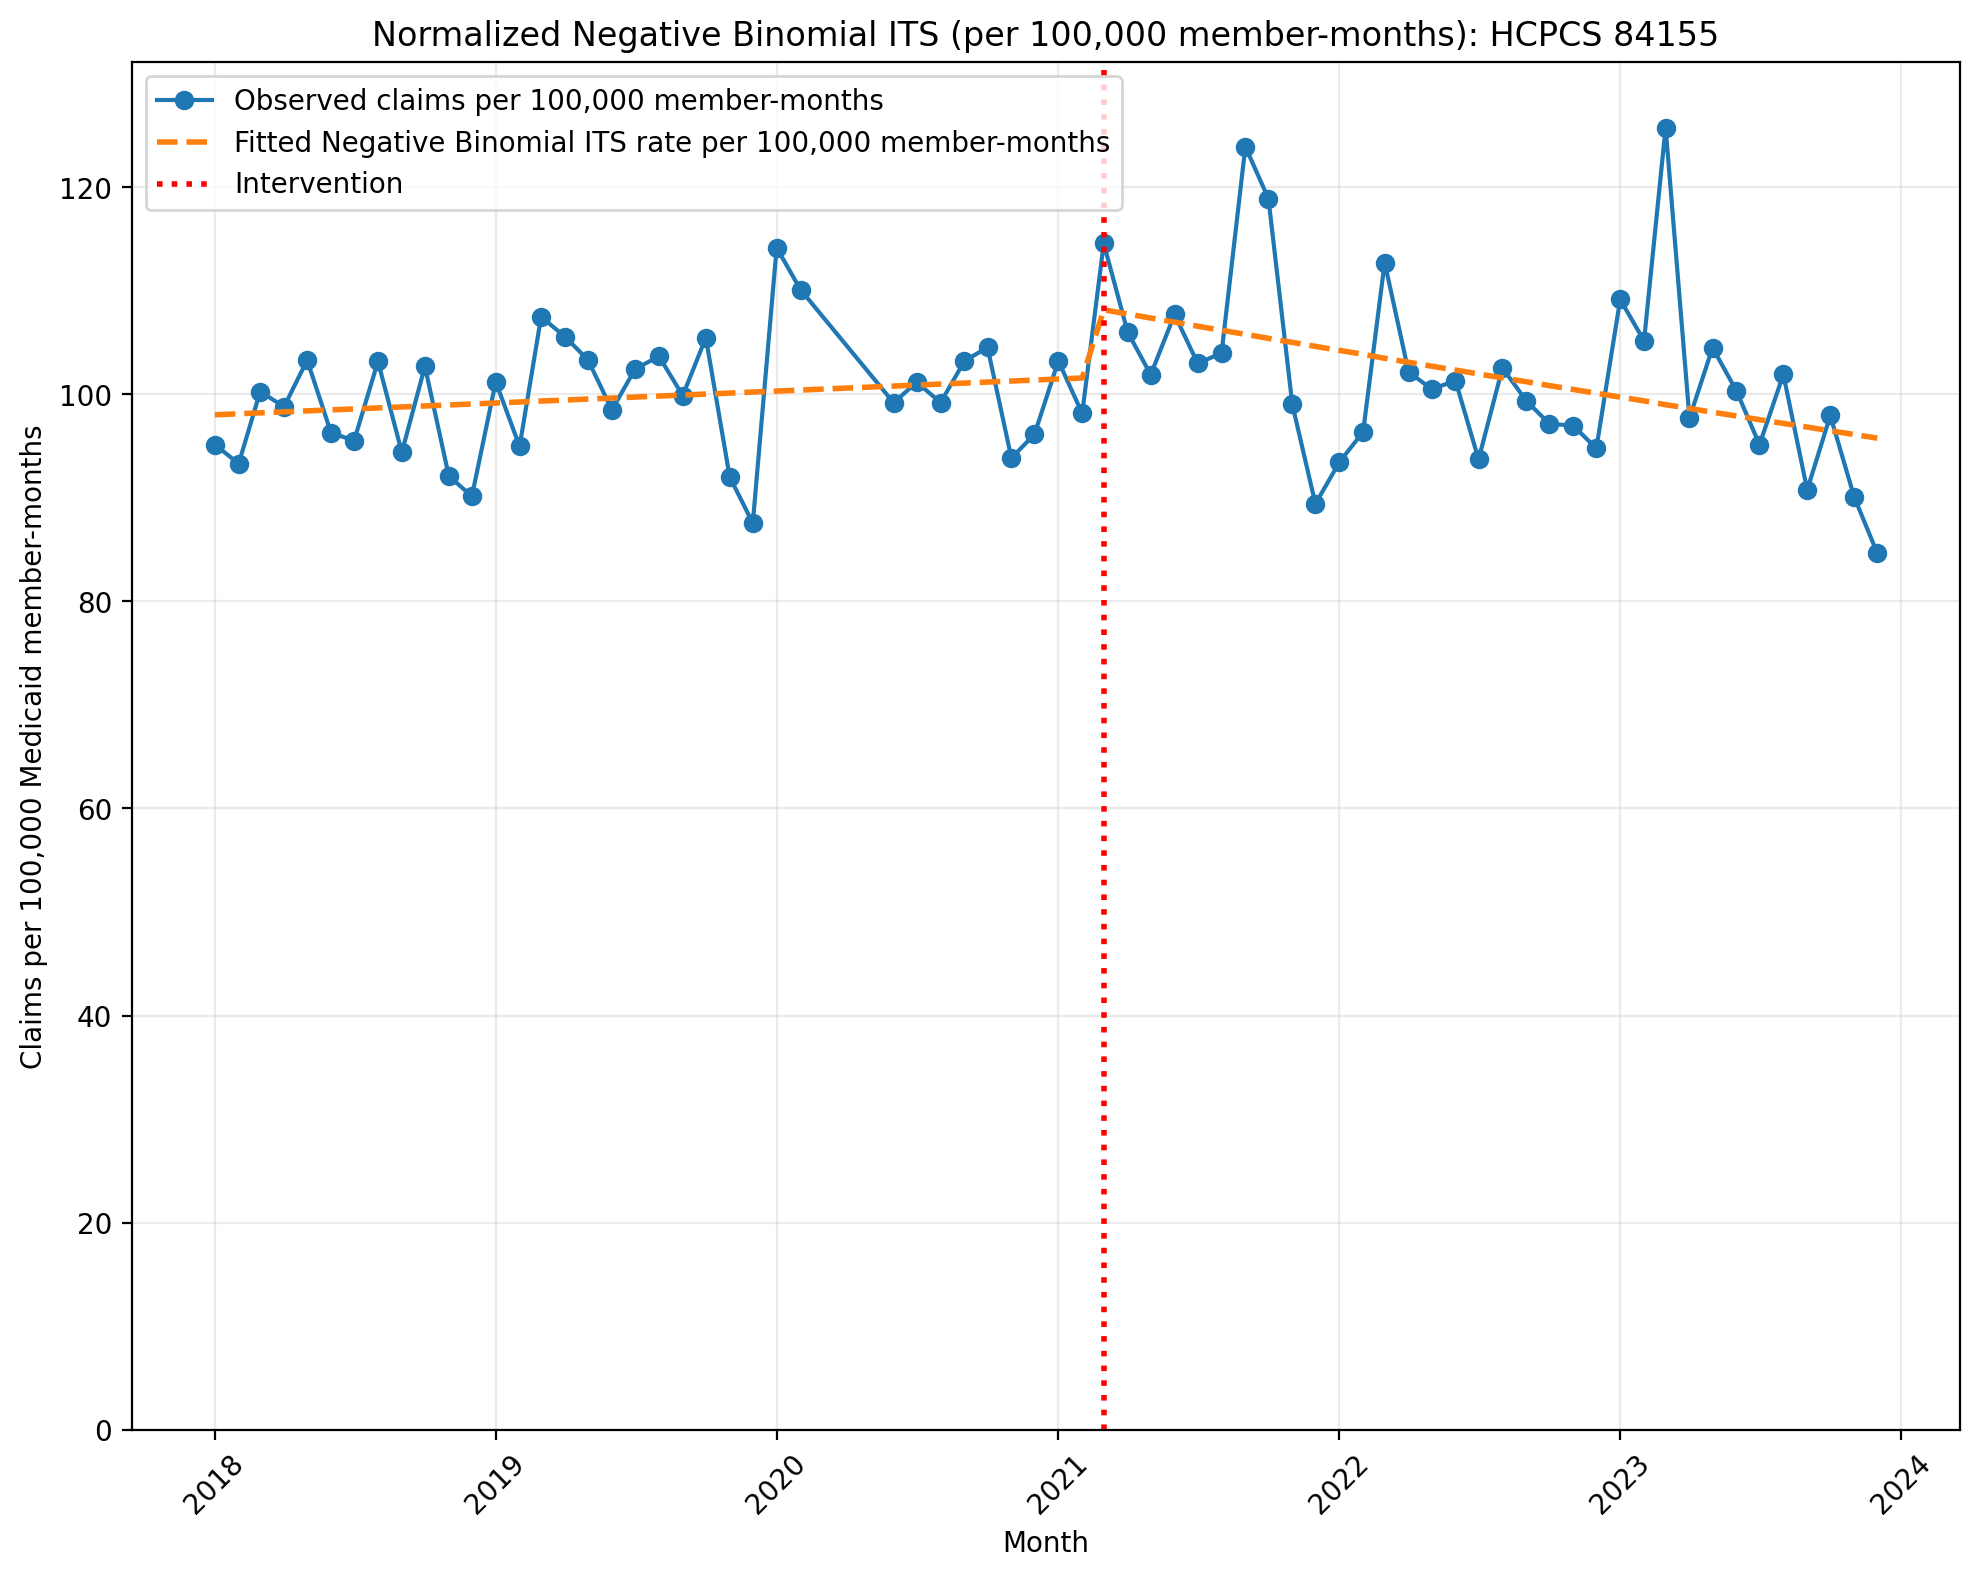 Normalized Negative Binomial ITS (per 100,000 member-months): HCPCS 84155
Observed claims per 100,000 member-months
Fitted Negative Binomial ITS rate per 100,000 member-months
Intervention
Claims per 100,000 Medicaid member-months
120
100
80
60
40
20
0
2018
2019
2020
2021
2022
2023
2024
Month